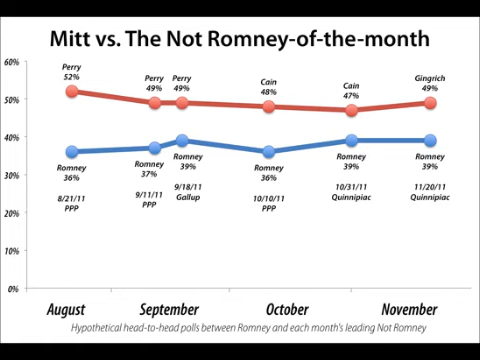 Mitt vs. The Not Romney-of-the-month
60%
50%
40%
30%
20%
10%
0%
Perry
52%
Perry
49%
Perry
49%
Cain
48%
Cain
47%
Gingrich
49%
Romney
36%
Romney
37%
Romney
39%
Romney
36%
Romney
39%
Romney
39%
8/21/11
PPP
9/11/11
PPP
9/18/11
Gallup
10/10/11
PPP
10/31/11
Quinnipiac
11/20/11
Quinnipiac
August
September
October
November
Hypothetical head-to-head polls between Romney and each month's leading Not Romney